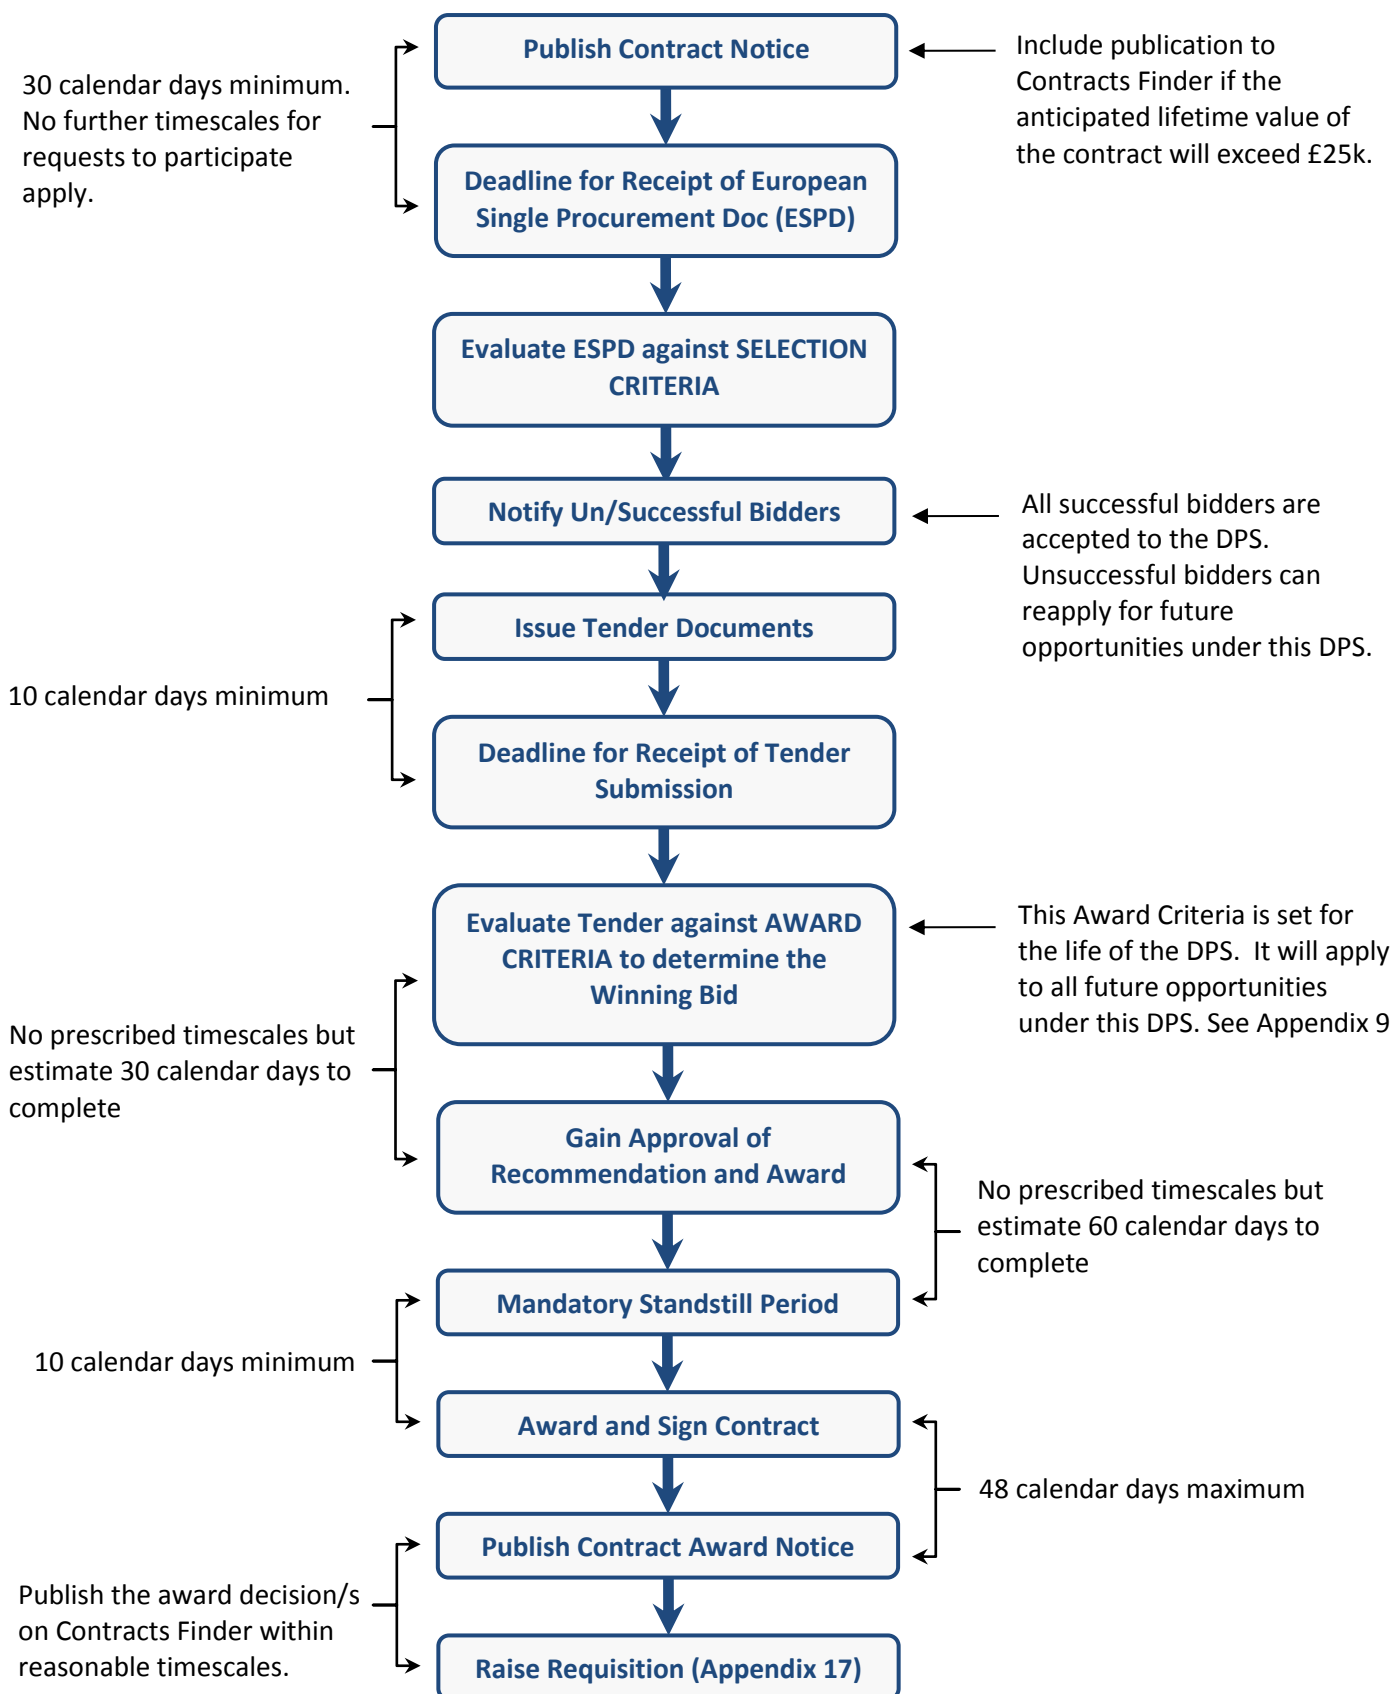 Publish Contract Notice
Include publication to
Contracts Finder if the
anticipated lifetime value of
the contract will exceed £25k.
30 calendar days minimum.
No further timescales for
requests to participate
apply.
Deadline for Receipt of European
Single Procurement Doc (ESPD)
Evaluate ESPD against SELECTION
CRITERIA
Notify Un/Successful Bidders
All successful bidders are
accepted to the DPS.
Unsuccessful bidders can
reapply for future
opportunities under this DPS.
Issue Tender Documents
10 calendar days minimum
Deadline for Receipt of Tender
Submission
Evaluate Tender against AWARD
CRITERIA to determine the
Winning Bid
This Award Criteria is set for
the life of the DPS.  It will apply
to all future opportunities
under this DPS. See Appendix 9
No prescribed timescales but
estimate 30 calendar days to
complete
Gain Approval of
Recommendation and Award
No prescribed timescales but
estimate 60 calendar days to
complete
Mandatory Standstill Period
10 calendar days minimum
Award and Sign Contract
48 calendar days maximum
Publish Contract Award Notice
Publish the award decision/s
on Contracts Finder within
reasonable timescales.
Raise Requisition (Appendix 17)